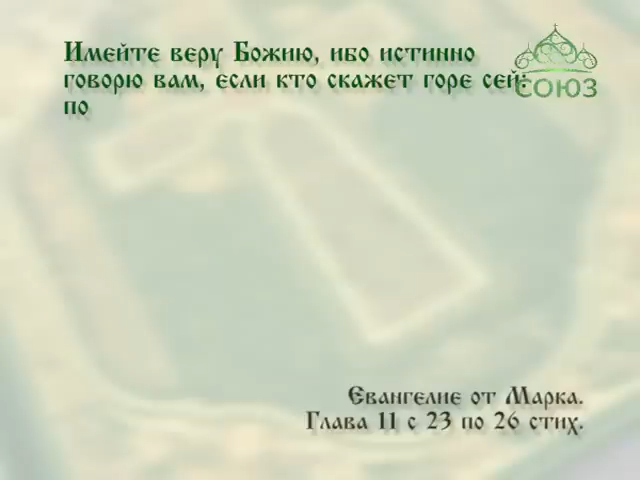 Имейте веру Божию, ибо истинно
говорю вам, если кто скажет горе сей:
по
СОЮЗ
Евангелие от Марка.
Глава 11 с 23 по 26 стих.